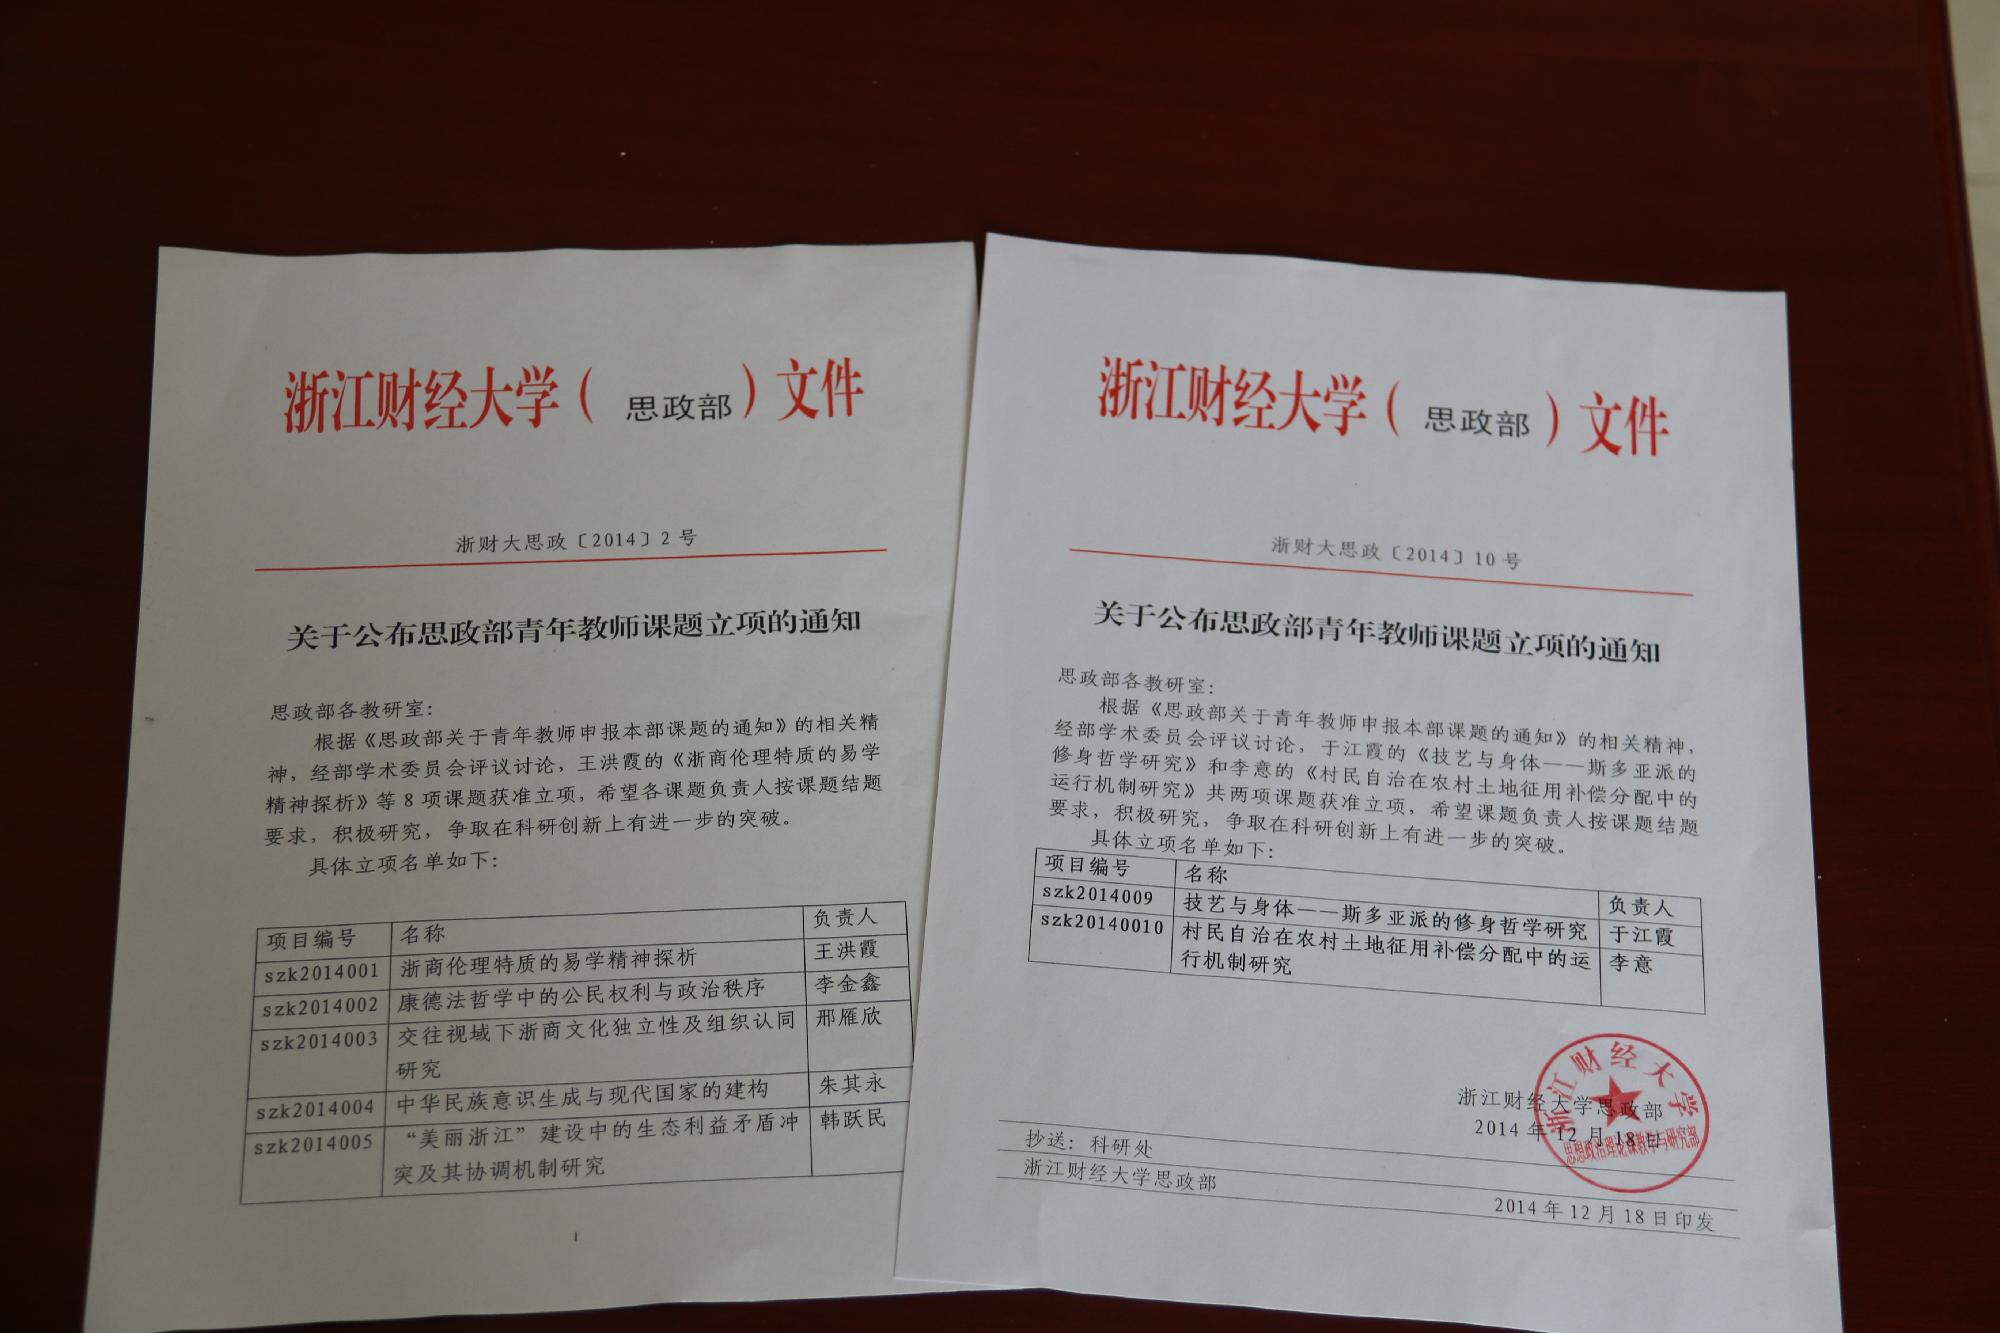 浙江财经大学（思政部）文件
浙财大思政〔2014〕2号
关于公布思政部青年教师课题立项的通知
思政部各教研室：
根据《思政部关于青年教师申报本部课题的通知》的相关精
神，经部学术委员会评议讨论，王洪霞的《浙商伦理特质的易学
精神探析》等 8 项课题获准立项，希望各课题负责人按课题结题
要求，积极研究，争取在科研创新上有进一步的突破。
具体立项名单如下：
项目编号 名称 负责人
szk2014001 浙商伦理特质的易学精神探析 王洪霞
szk2014002 康德法哲学中的公民权利与政治秩序 李金鑫
szk2014003 交往视域下浙商文化独立性及组织认同 邢雁欣
研究
szk2014004 中华民族意识生成与现代国家的建构 朱其永
szk2014005 “美丽浙江”建设中的生态利益矛盾冲 韩跃民
突及其协调机制研究
1
浙江财经大学（思政部）文件
浙财大思政〔2014〕10号
关于公布思政部青年教师课题立项的通知
思政部各教研室：
根据《思政部关于青年教师申报本部课题的通知》的相关精神，
经部学术委员会评议讨论，于江霞的《技艺与身体——斯多亚派的
修身哲学研究》和李意的《村民自治在农村土地征用补偿分配中的
运行机制研究》共两项课题获准立项，希望课题负责人按课题结题
要求，积极研究，争取在科研创新上有进一步的突破。
具体立项名单如下：
项目编号 名称 负责人
szk2014009 技艺与身体——斯多亚派的修身哲学研究 于江霞
szk20140010 村民自治在农村土地征用补偿分配中的运 李意
行机制研究
浙江财经大学思政部
2014 年 12 月 18 日
浙江财经大学
思想政治理论课教学与研究部
抄送：科研处
浙江财经大学思政部
2014 年 12 月 18 日印发